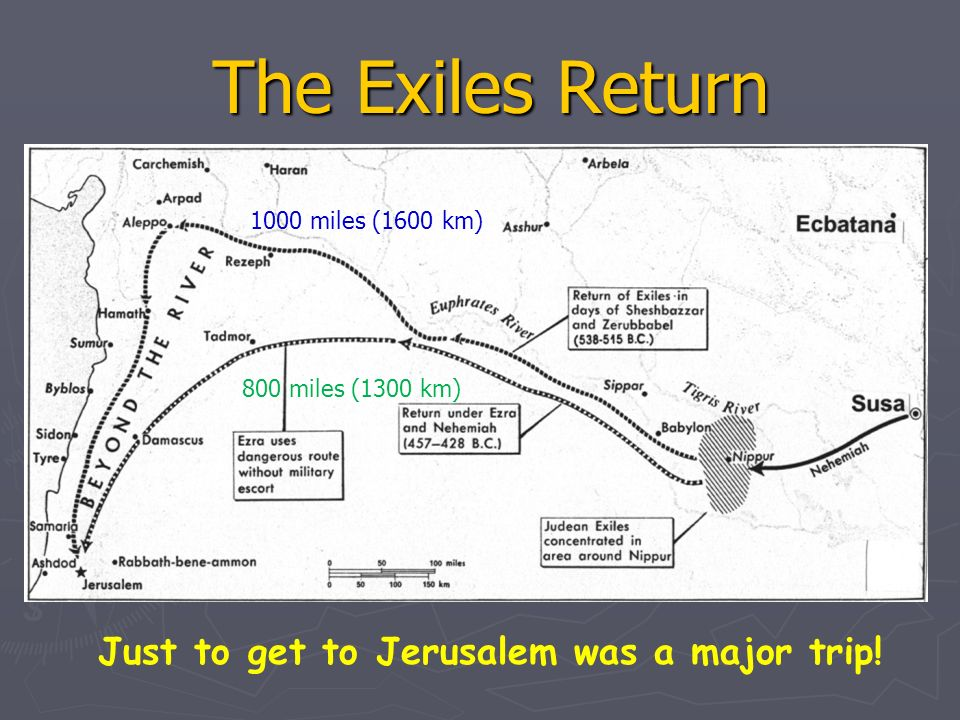 The Exiles Return
Carchemish
Haran
Arbela
Arpad
Aleppo
1000 miles (1600 km)
Asshur
Ecbatana
Rezeph
Euphrates River
Return of Exiles in
days of Sheshbazzar
and Zerubbabel
(538-515 B.C.)
Hamath
BEYOND THE RIVER
Sumur
Tadmor
Byblos
800 miles (1300 km)
Sippar
Tigris River
Susa
Return under Ezra
and Nehemiah
(457-428 B.C.)
Babylon
Sidon
Damascus
Ezra uses
dangerous route
without military
escort
Tyre
Nippur
Nehemiah
Samaria
Judean Exiles
concentrated in
area around Nippur
Ashdod
Rabbath-bene-ammon
Jerusalem
0 50 100 miles
0 50 100 150 km
Just to get to Jerusalem was a major trip!